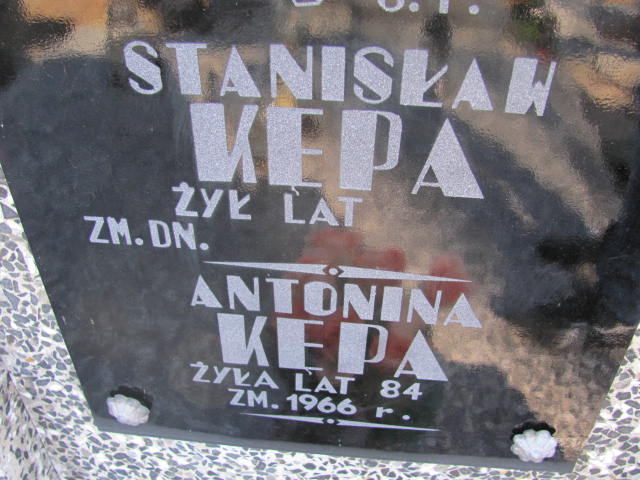 Ś.P.
STANISŁAW
KĘPA
ŻYŁ LAT
ZM. DN.
ANTONINA
KĘPA
ŻYŁA LAT 84
ZM. 1966 r.